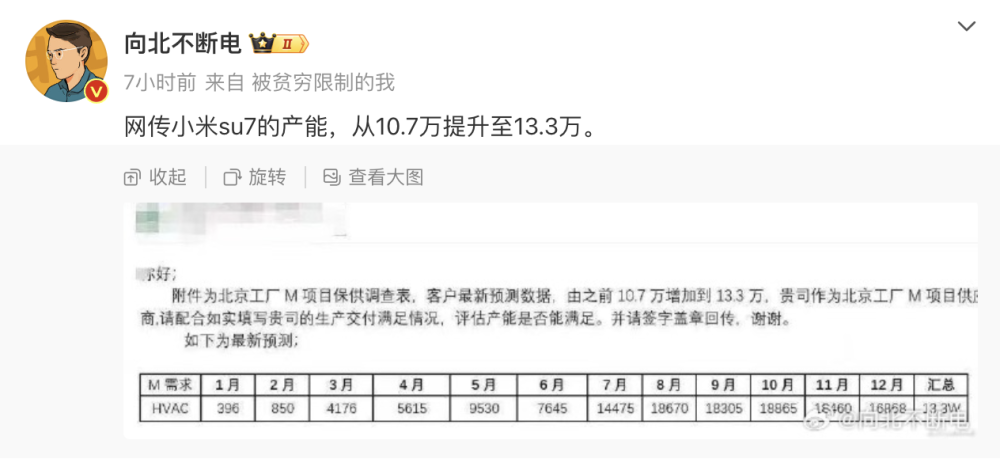 向北不断电 II
7小时前 来自 被贫穷限制的我
网传小米su7的产能，从10.7万提升至13.3万。
收起 旋转 查看大图
你好;
附件为北京工厂 M 项目保供调查表，客户最新预测数据，由之前 10.7 万增加到 13.3 万，贵司作为北京工厂 M 项目供应
商,请配合如实填写贵司的生产交付满足情况，评估产能是否能满足。并请签字盖章回传，谢谢。
如下为最新预测;
M 需求 1 月 2 月 3 月 4 月 5 月 6 月 7 月 8 月 9 月 10 月 11 月 12 月 汇总
HVAC 396 850 4176 5615 9530 7645 14475 18670 18305 18865 18460 16868 13.3W
@向北不断电